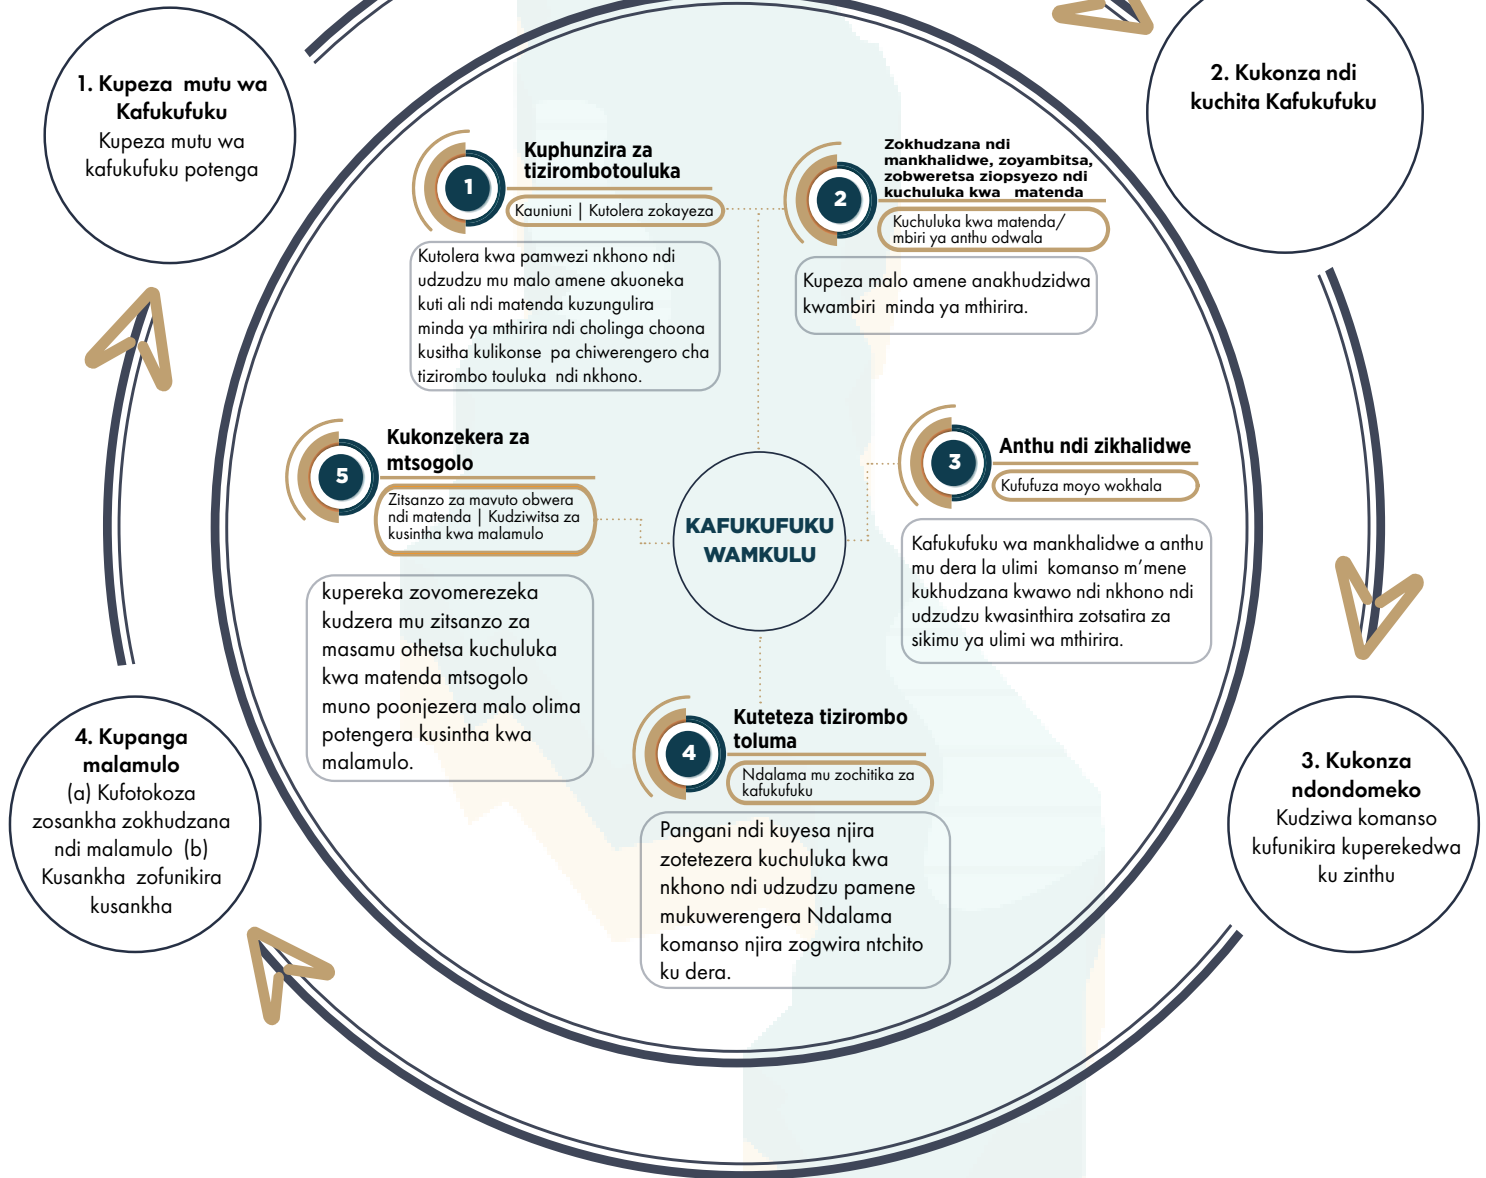 1. Kupeza mutu wa
Kafukufuku
Kupeza mutu wa
kafukufuku potenga
2. Kukonza ndi
kuchita Kafukufuku
1
Kuphunzira za
tizirombotouluka
Kauniuni | Kutolera zokayeza
Kutolera kwa pamwezi nkhono ndi
udzudzu mu malo amene akuoneka
kuti ali ndi matenda kuzungulira
minda ya mthirira ndi cholinga choona
kusitha kulikonse pa chiwerengero cha
tizirombo touluka ndi nkhono.
2
Zokhudzana ndi
mankhalidwe, zoyambitsa,
zobweretsa ziopsyezo ndi
kuchuluka kwa matenda
Kuchuluka kwa matenda/
mbiri ya anthu odwala
Kupeza malo amene anakhudzidwa
kwambiri minda ya mthirira.
5
Kukonzekera za
mtsogolo
Zitsanzo za mavuto obwera
ndi matenda | Kudziwitsa za
kusintha kwa malamulo
kupereka zovomerezeka
kudzera mu zitsanzo za
masamu othetsa kuchuluka
kwa matenda mtsogolo
muno poonjezera malo olima
potengera kusintha kwa
malamulo.
KAFUKUFUKU
WAMKULU
3
Anthu ndi zikhalidwe
Kufufuza moyo wokhala
Kafukufuku wa mankhalidwe a anthu
mu dera la ulimi komanso m'mene
kukhudzana kwawo ndi nkhono ndi
udzudzu kwasinthira zotsatira za
sikimu ya ulimi wa mthirira.
4
Kuteteza tizirombo
toluma
Ndalama mu zochitika za
kafukufuku
Pangani ndi kuyesa njira
zotetezera kuchuluka kwa
nkhono ndi udzudzu pamene
mukuwerengera Ndalama
komanso njira zogwira ntchito
ku dera.
4. Kupanga
malamulo
(a) Kufotokoza
zosankha zokhudzana
ndi malamulo (b)
Kusankha zofunikira
kusankha
3. Kukonza
ndondomeko
Kudziwa komanso
kufunikira kuperekedwa
ku zinthu